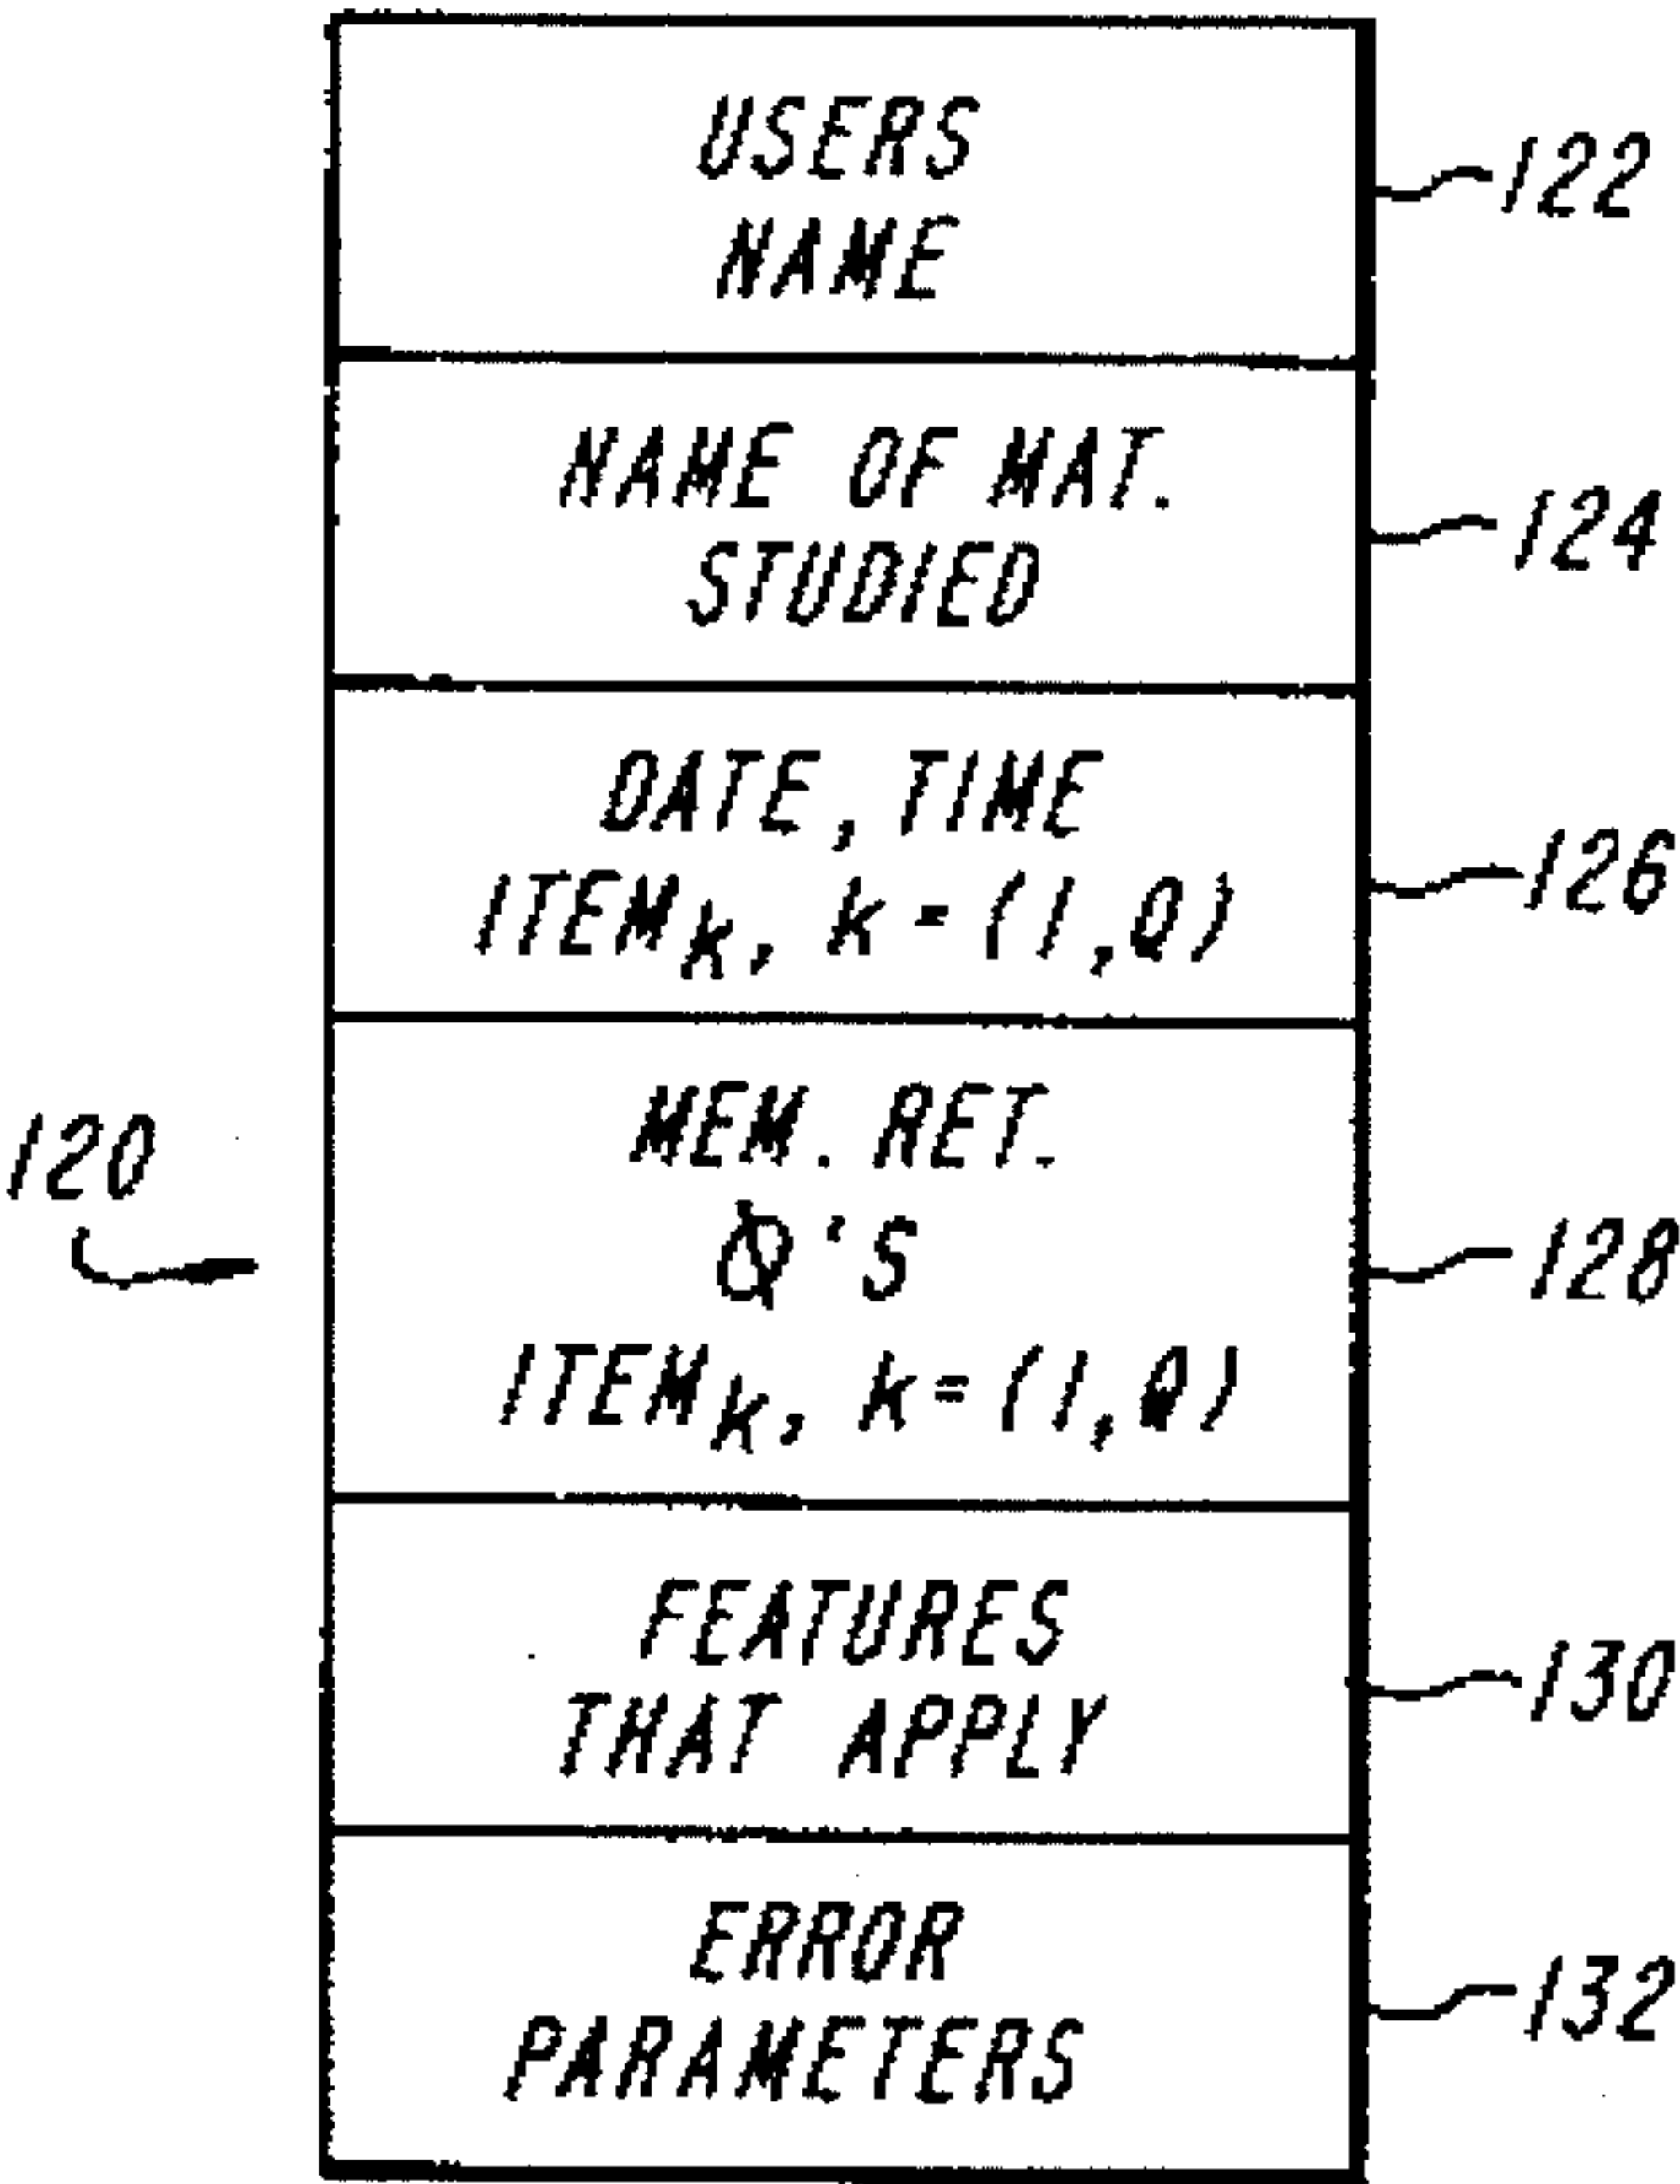 USERS
NAME
122
NAME OF MAT.
STUDIED
124
DATE, TIME
ITEMk, k=(1,Q)
126
MEM. RET.
Q'S
ITEMk, k=(1,Q)
120
128
FEATURES
THAT APPLY
130
ERROR
PARAMETERS
132